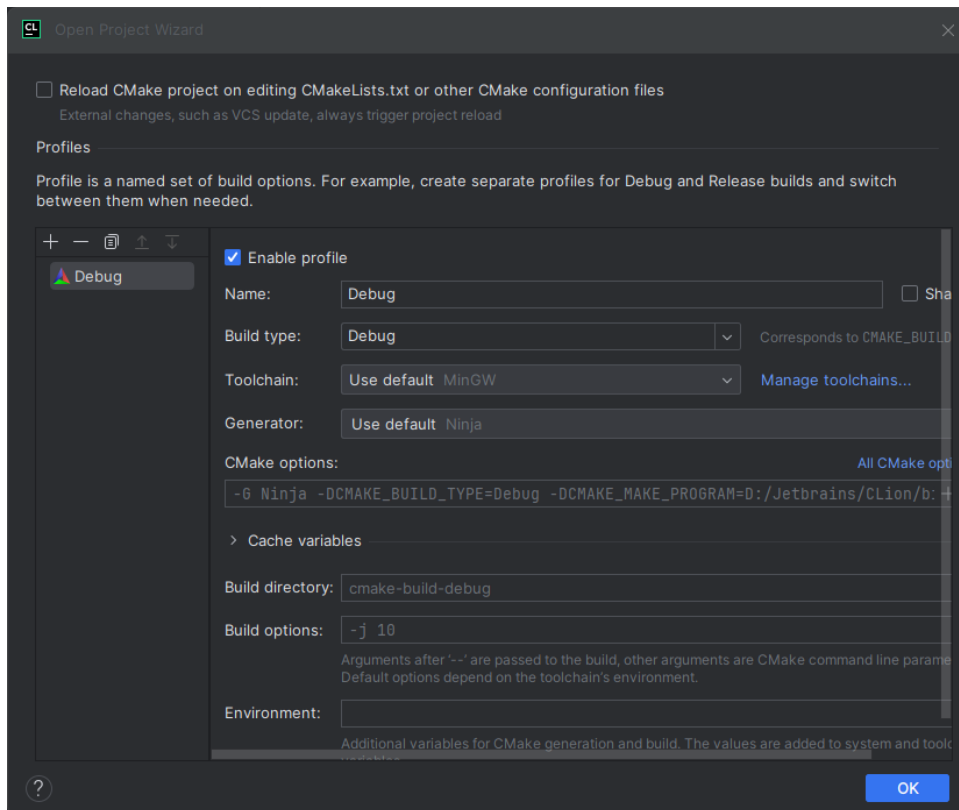 CL Open Project Wizard
Reload CMake project on editing CMakeLists.txt or other CMake configuration files
External changes, such as VCS update, always trigger project reload
Profiles
Profile is a named set of build options. For example, create separate profiles for Debug and Release builds and switch
between them when needed.
Debug
Enable profile
Name: Debug Sha
Build type: Debug Corresponds to CMAKE_BUILD
Toolchain: Use default MinGW Manage toolchains...
Generator: Use default Ninja
CMake options: All CMake opti
-G Ninja -DCMAKE_BUILD_TYPE=Debug -DCMAKE_MAKE_PROGRAM=D:/Jetbrains/CLion/b
Cache variables
Build directory: cmake-build-debug
Build options: -j 10
Arguments after '--' are passed to the build, other arguments are CMake command line parame
Default options depend on the toolchain's environment.
Environment:
Additional variables for CMake generation and build. The values are added to system and toolc
variables
? OK